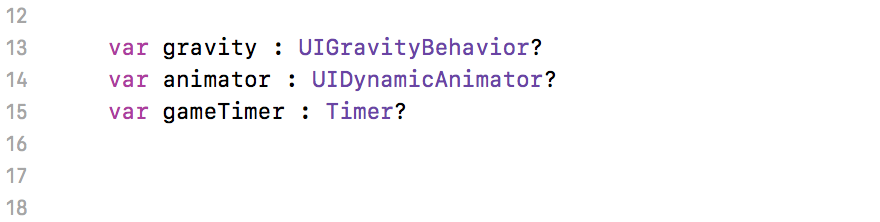 12
13 var gravity : UIGravityBehavior?
14 var animator : UIDynamicAnimator?
15 var gameTimer : Timer?
16
17
18